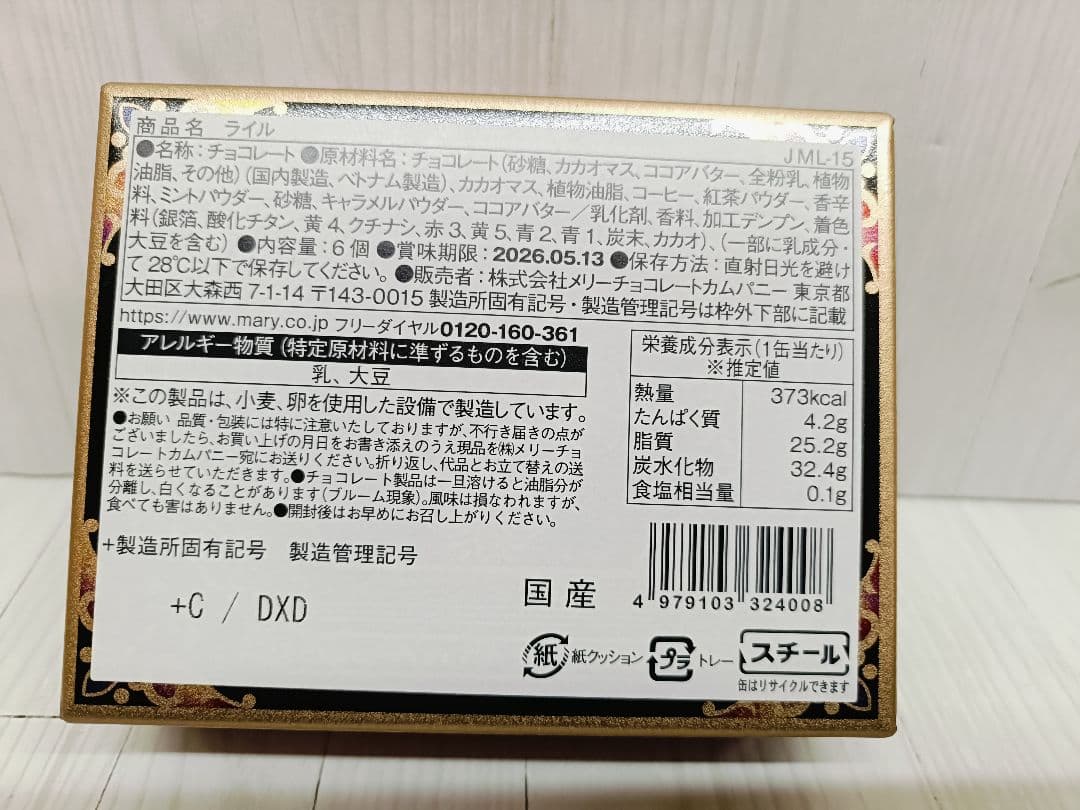 商品名 ライル
JML-15
●名称：チョコレート ●原材料名：チョコレート(砂糖、カカオマス、ココアバター、全粉乳、植物
油脂、その他)(国内製造、ベトナム製造)、カカオマス、植物油脂、コーヒー、紅茶パウダー、香辛
料、ミントパウダー、砂糖、キャラメルパウダー、ココアバター／乳化剤、香料、加工デンプン、着色
料(銀箔、酸化チタン、黄4、クチナシ、赤3、黄5、青2、青1、炭末、カカオ)、(一部に乳成分・
大豆を含む) ●内容量：6個 ●賞味期限：2026.05.13 ●保存方法：直射日光を避け
て28℃以下で保存してください。 ●販売者：株式会社メリーチョコレートカムパニー 東京都
大田区大森西7-1-14 〒143-0015 製造所固有記号・製造管理記号は枠外下部に記載
https://www.mary.co.jp フリーダイヤル0120-160-361
アレルギー物質(特定原材料に準ずるものを含む)
乳、大豆
※この製品は、小麦、卵を使用した設備で製造しています。
●お願い 品質・包装には特に注意いたしておりますが、不行き届きの点が
ございましたら、お買い上げの月日をお書き添えのうえ現品を㈱メリーチョ
コレートカムパニー宛にお送りください。折り返し、代品とお立て替えの送
料を送らせていただきます。●チョコレート製品は一旦溶けると油脂分が
分離し、白くなることがあります(ブルーム現象)。風味は損なわれますが、
食べても害はありません。●開封後はお早めにお召し上がりください。
栄養成分表示(1缶当たり)
※推定値
熱量 373kcal
たんぱく質 4.2g
脂質 25.2g
炭水化物 32.4g
食塩相当量 0.1g
+製造所固有記号 製造管理記号
+C / DXD
国産
4 979103 324008
紙 紙クッション プラ トレー スチール
缶はリサイクルできます